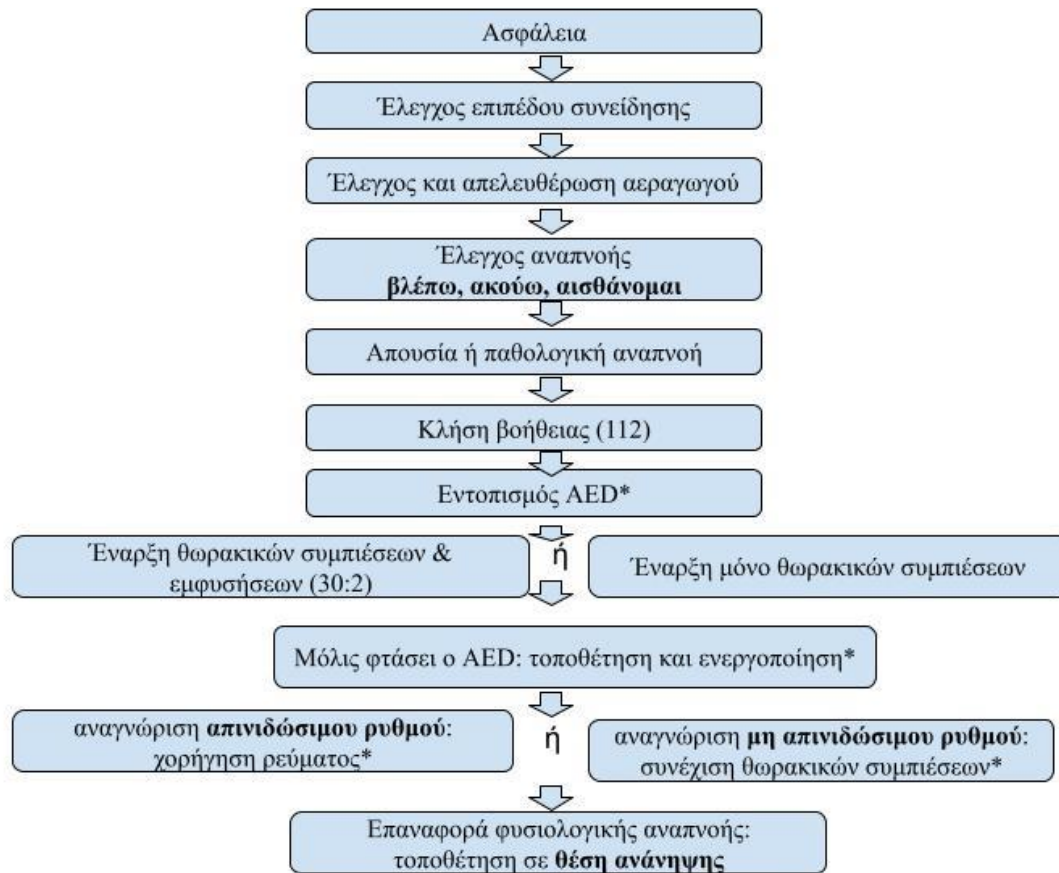 Ασφάλεια
Έλεγχος επιπέδου συνείδησης
Έλεγχος και απελευθέρωση αεραγωγού
Έλεγχος αναπνοής
βλέπω, ακούω, αισθάνομαι
Απουσία ή παθολογική αναπνοή
Κλήση βοήθειας (112)
Εντοπισμός AED*
Έναρξη θωρακικών συμπιέσεων &
εμφυσήσεων (30:2)
ή
Έναρξη μόνο θωρακικών συμπιέσεων
Μόλις φτάσει ο AED: τοποθέτηση και ενεργοποίηση*
αναγνώριση απινιδώσιμου ρυθμού:
χορήγηση ρεύματος*
ή
αναγνώριση μη απινιδώσιμου ρυθμού:
συνέχιση θωρακικών συμπιέσεων*
Επαναφορά φυσιολογικής αναπνοής:
τοποθέτηση σε θέση ανάνηψης